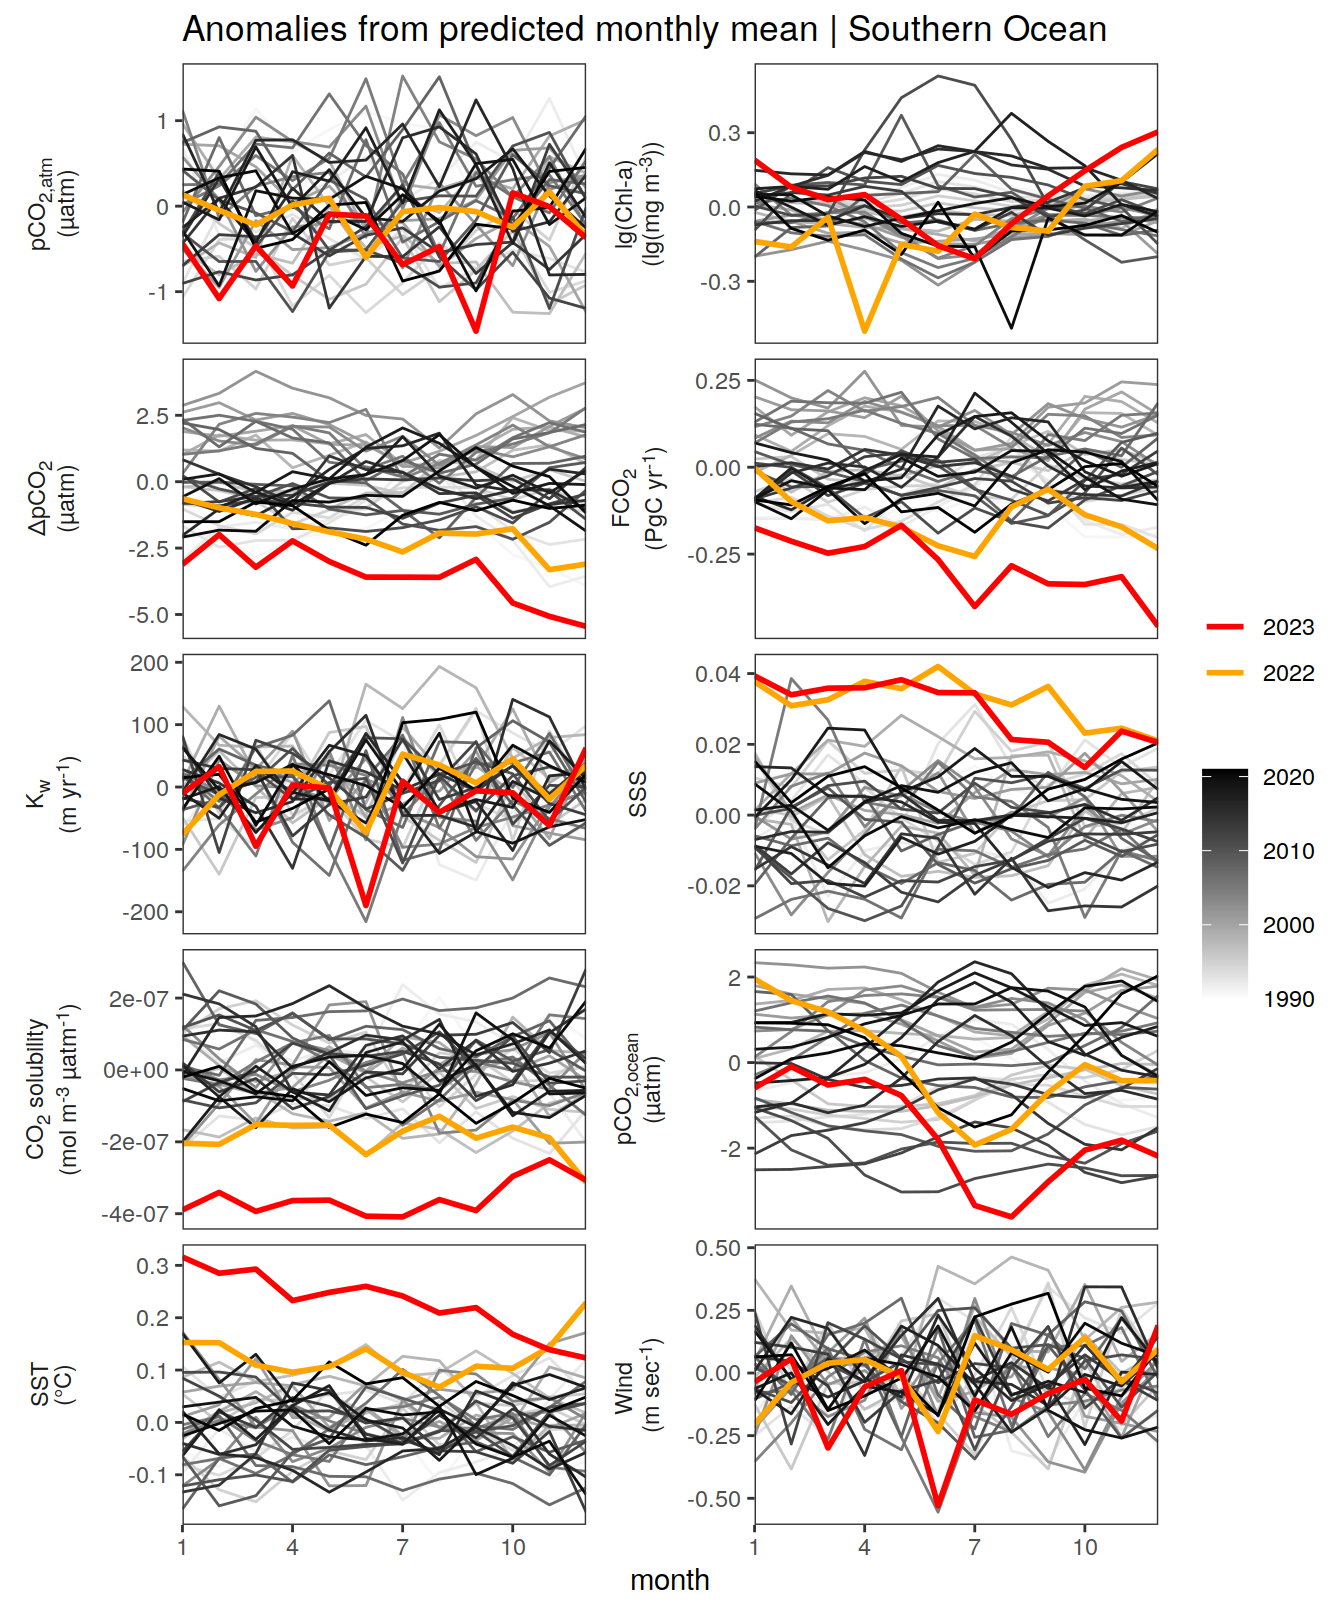 Anomalies from predicted monthly mean | Southern Ocean
pCO2,atm
(µatm)
1
0
-1
lg(Chl-a)
(lg(mg m-3))
0.3
0.0
-0.3
ΔpCO2
(µatm)
2.5
0.0
-2.5
-5.0
FCO2
(PgC yr-1)
0.25
0.00
-0.25
Kw
(m yr-1)
200
100
0
-100
-200
SSS
0.04
0.02
0.00
-0.02
CO2 solubility
(mol m-3 µatm-1)
2e-07
0e+00
-2e-07
-4e-07
pCO2,ocean
(µatm)
2
0
-2
SST
(°C)
0.3
0.2
0.1
0.0
-0.1
Wind
(m sec-1)
0.50
0.25
0.00
-0.25
-0.50
1 4 7 10
1 4 7 10
month
2023
2022
2020
2010
2000
1990